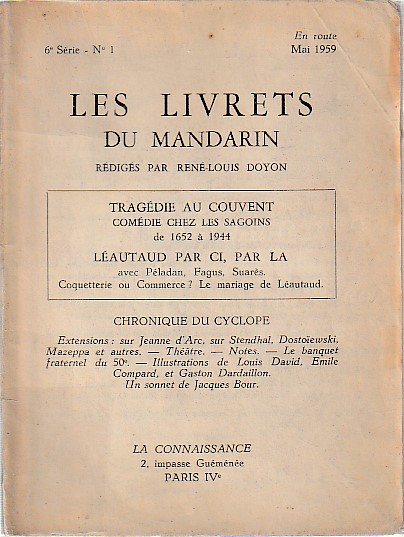 En route
6e Série - No 1 Mai 1959
LES LIVRETS
DU MANDARIN
RÉDIGÉS PAR RENÉ-LOUIS DOYON
TRAGÉDIE AU COUVENT
COMÉDIE CHEZ LES SAGOINS
de 1652 à 1944
LÉAUTAUD PAR CI, PAR LA
avec Péladan, Fagus, Suarès.
Coquetterie ou Commerce ? Le mariage de Léautaud.
CHRONIQUE DU CYCLOPE
Extensions : sur Jeanne d'Arc, sur Stendhal, Dostoïewski,
Mazeppa et autres. — Théâtre. — Notes. — Le banquet
fraternel du 50e. — Illustrations de Louis David, Emile
Compard, et Gaston Dardaillon.
Un sonnet de Jacques Bour.
LA CONNAISSANCE
2, impasse Guéménée
PARIS IVe